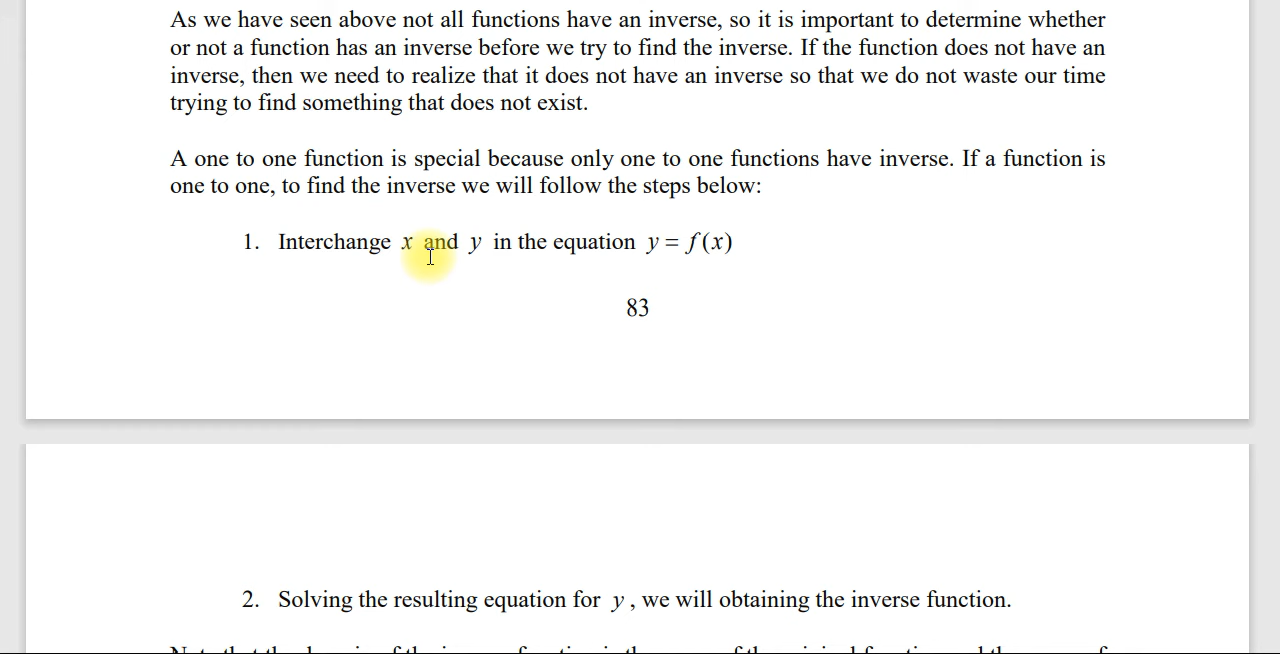 As we have seen above not all functions have an inverse, so it is important to determine whether
or not a function has an inverse before we try to find the inverse. If the function does not have an
inverse, then we need to realize that it does not have an inverse so that we do not waste our time
trying to find something that does not exist.
A one to one function is special because only one to one functions have inverse. If a function is
one to one, to find the inverse we will follow the steps below:
1. Interchange x and y in the equation y = f(x)
83
2. Solving the resulting equation for y, we will obtaining the inverse function.